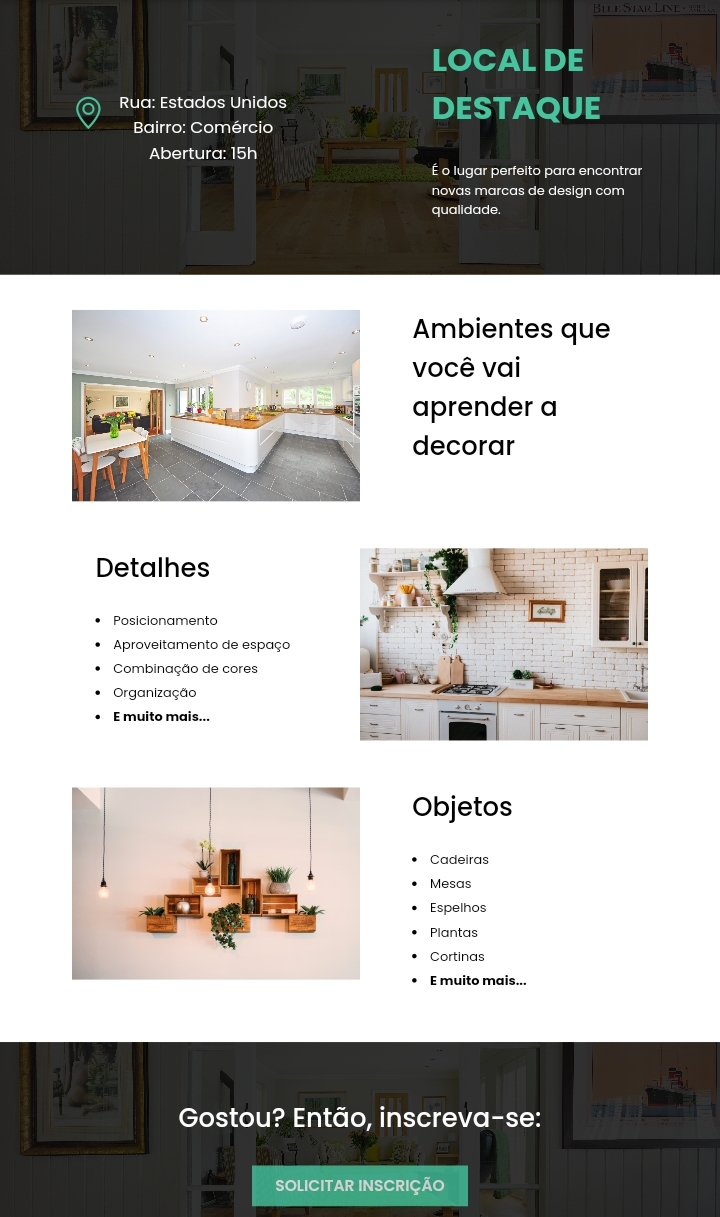 BLUE STAR LINE
Rua: Estados Unidos
Bairro: Comércio
Abertura: 15h
LOCAL DE
DESTAQUE
É o lugar perfeito para encontrar
novas marcas de design com
qualidade.
Ambientes que
você vai
aprender a
decorar
Detalhes
• Posicionamento
• Aproveitamento de espaço
• Combinação de cores
• Organização
• E muito mais...
Objetos
• Cadeiras
• Mesas
• Espelhos
• Plantas
• Cortinas
• E muito mais...
Gostou? Então, inscreva-se:
SOLICITAR INSCRIÇÃO